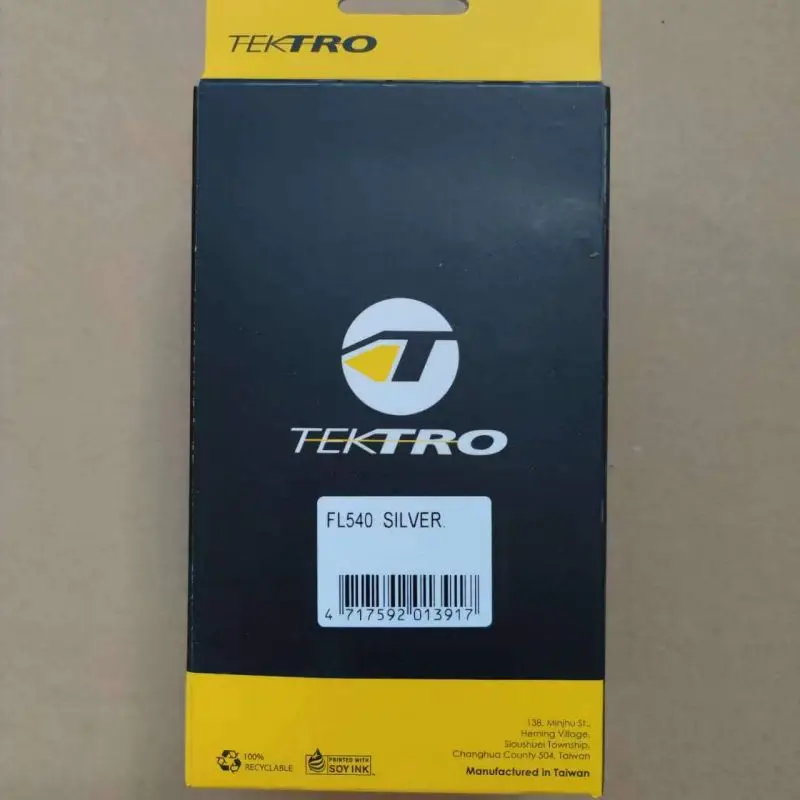 TEKTRO
T
TEKTRO
FL540 SILVER.
4 717592 013917
138, Minjhu St.,
Herning Village,
Sioushuei Township,
Changhua County 504, Taiwan
Manufactured in Taiwan
100%
RECYCLABLE
PRINTED WITH
SOY INK